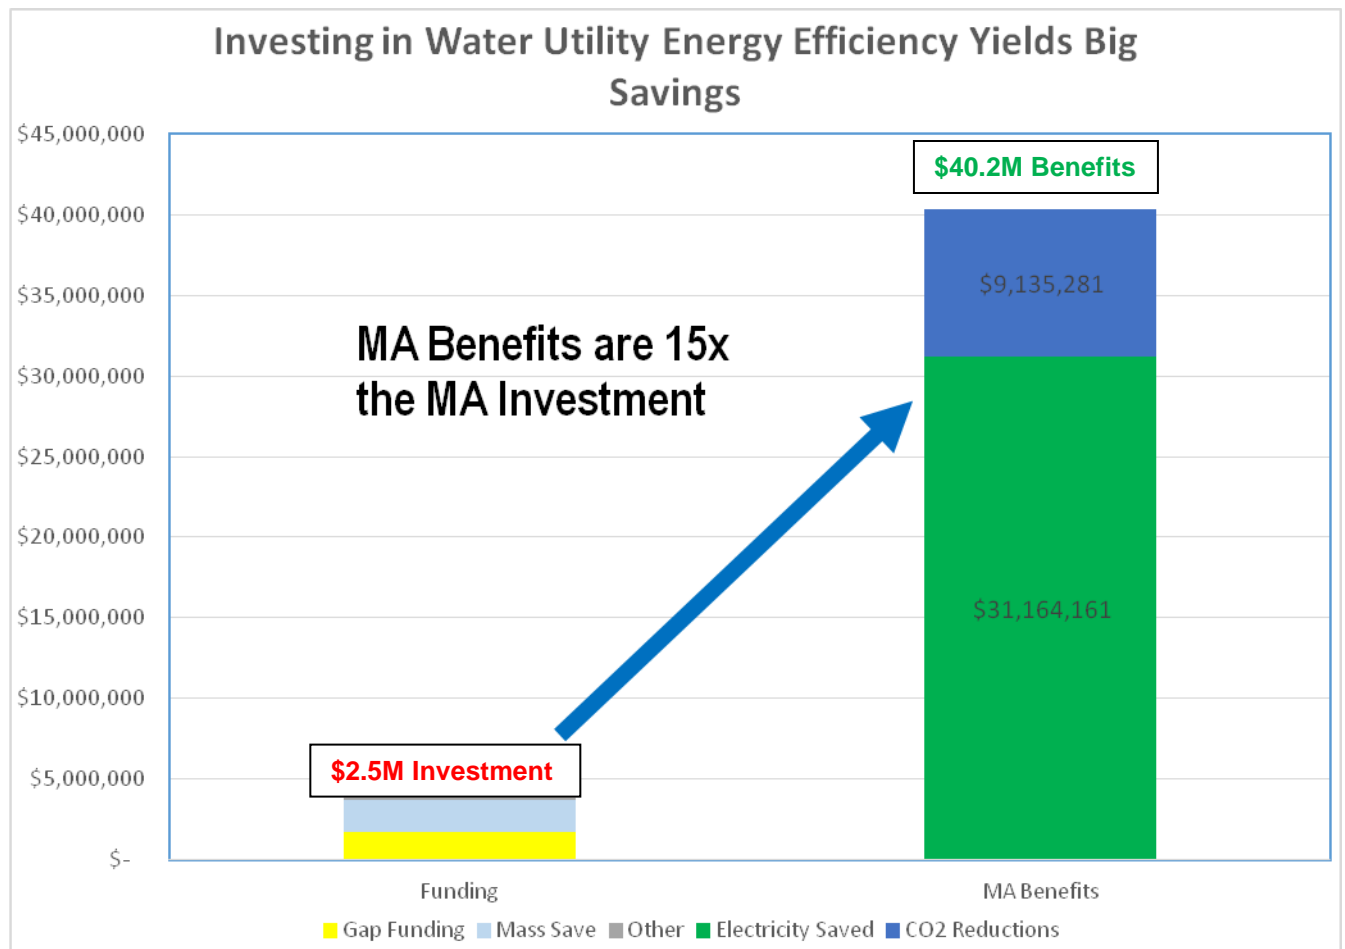 Investing in Water Utility Energy Efficiency Yields Big
Savings
$45,000,000
$40,000,000
$35,000,000
$30,000,000
$25,000,000
$20,000,000
$15,000,000
$10,000,000
$5,000,000
$-
$40.2M Benefits
$9,135,281
MA Benefits are 15x
the MA Investment
$31,164,161
$2.5M Investment
Funding
MA Benefits
Gap Funding
Mass Save
Other
Electricity Saved
CO2 Reductions